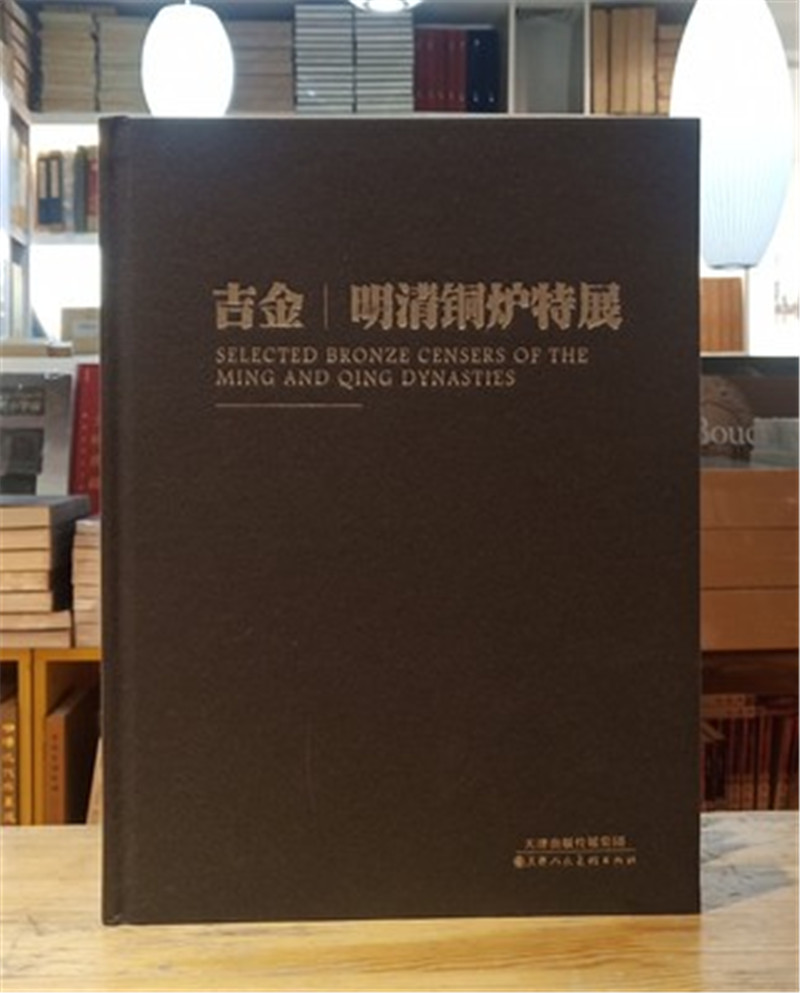 吉金｜明清铜炉特展
SELECTED BRONZE CENSERS OF THE
MING AND QING DYNASTIES
天津出版传媒集团
天津人民美术出版社
Bouc